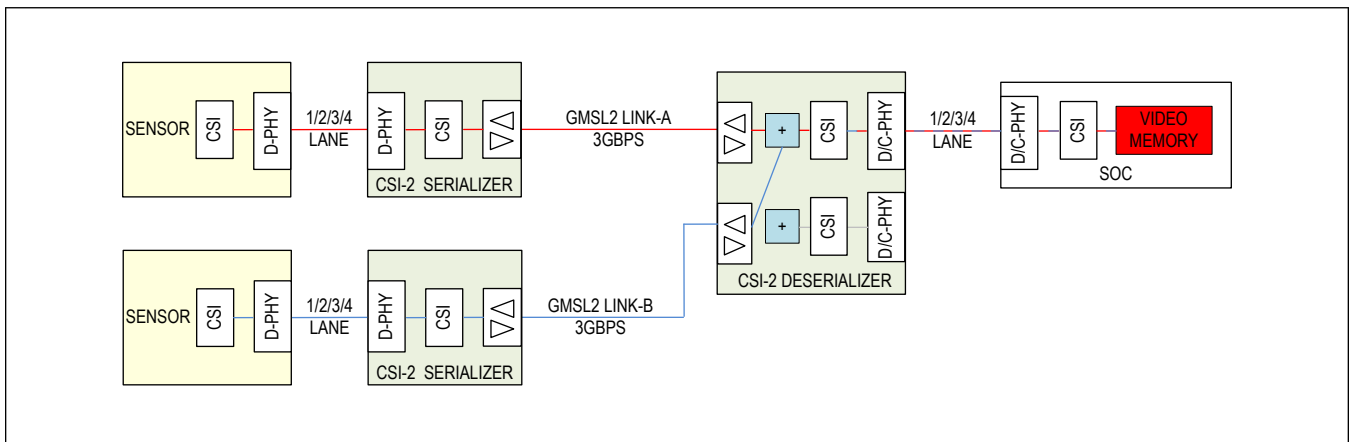 SENSOR
CSI
D-PHY
1/2/3/4
LANE
D-PHY
CSI
CSI-2 SERIALIZER
GMSL2 LINK-A
3GBPS
+
CSI
D/C-PHY
1/2/3/4
LANE
D/C-PHY
CSI
VIDEO
MEMORY
SOC
+
CSI
D/C-PHY
CSI-2 DESERIALIZER
SENSOR
CSI
D-PHY
1/2/3/4
LANE
D-PHY
CSI
CSI-2 SERIALIZER
GMSL2 LINK-B
3GBPS